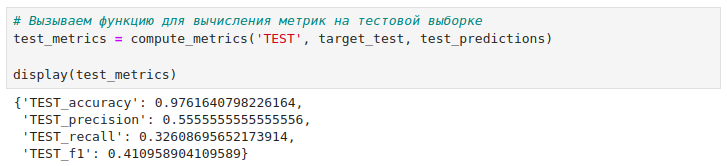 # Вызываем функцию для вычисления метрик на тестовой выборке
test_metrics = compute_metrics('TEST', target_test, test_predictions)
display(test_metrics)
{'TEST_accuracy': 0.9761640798226164,
'TEST_precision': 0.5555555555555556,
'TEST_recall': 0.32608695652173914,
'TEST_f1': 0.410958904109589}